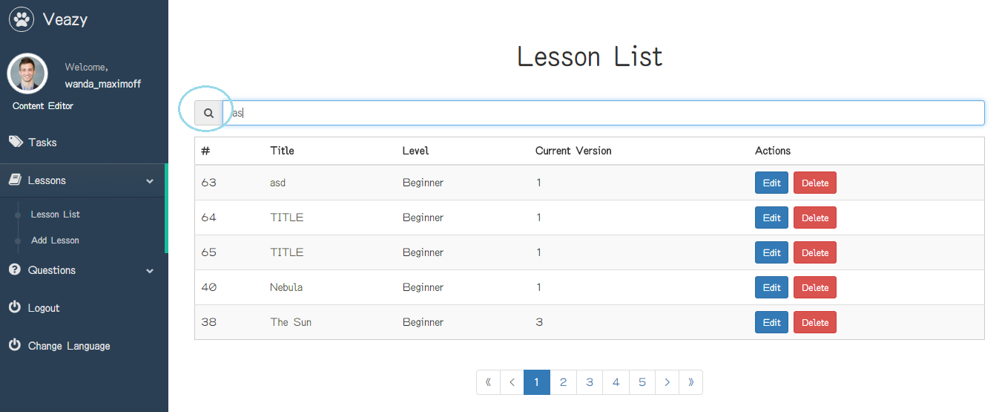 Veazy
Welcome,
wanda_maximoff
Content Editor
Tasks
Lessons
Lesson List
Add Lesson
Questions
Logout
Change Language
Lesson List
as
# Title Level Current Version Actions
63 asd Beginner 1 Edit Delete
64 TITLE Beginner 1 Edit Delete
65 TITLE Beginner 1 Edit Delete
40 Nebula Beginner 1 Edit Delete
38 The Sun Beginner 3 Edit Delete
« < 1 2 3 4 5 > »